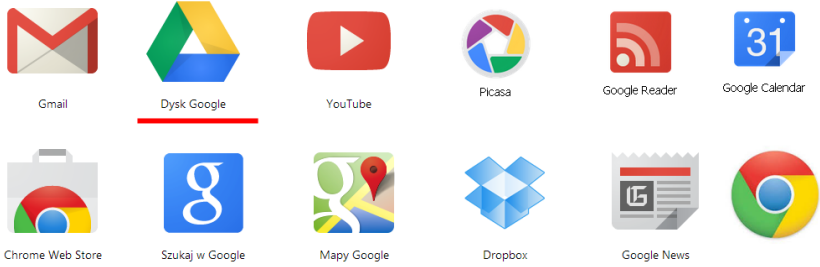 Gmail
Dysk Google
YouTube
Picasa
Google Reader
31
Google Calendar
g
g
Chrome Web Store
Szukaj w Google
Mapy Google
Dropbox
Google News